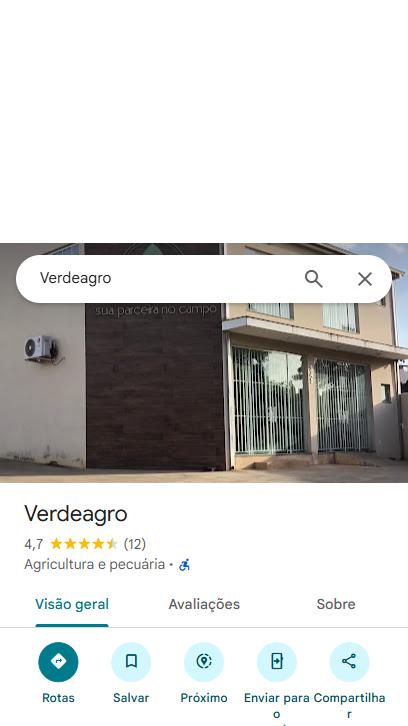 Verdeagro
sua parceira no campo
Verdeagro
4,7 (12)
Agricultura e pecuária •
Visão geral
Avaliações
Sobre
Rotas
Salvar
Próximo
Enviar para
o
Compartilha
r